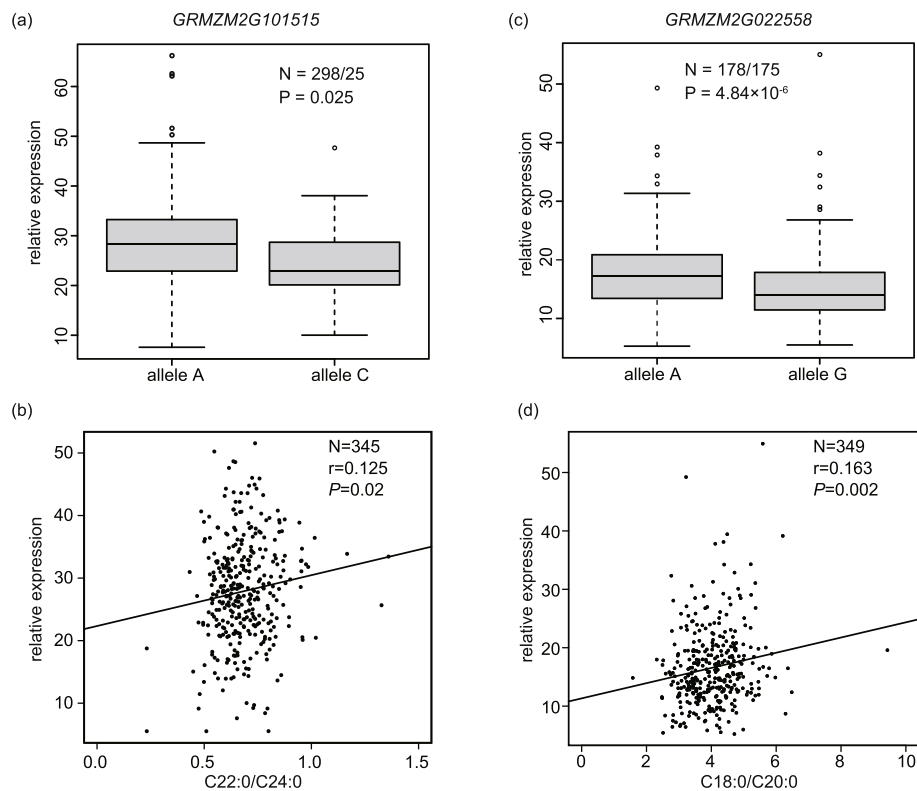 (a)
GRMZM2G101515
N = 298/25
P = 0.025
relative expression
60
50
40
30
20
10
allele A
allele C
(c)
GRMZM2G022558
N = 178/175
P = 4.84×10⁻⁶
relative expression
50
40
30
20
10
allele A
allele G
(b)
N=345
r=0.125
P=0.02
relative expression
50
40
30
20
10
0.0 0.5 1.0 1.5
C22:0/C24:0
(d)
N=349
r=0.163
P=0.002
relative expression
50
40
30
20
10
0 2 4 6 8 10
C18:0/C20:0